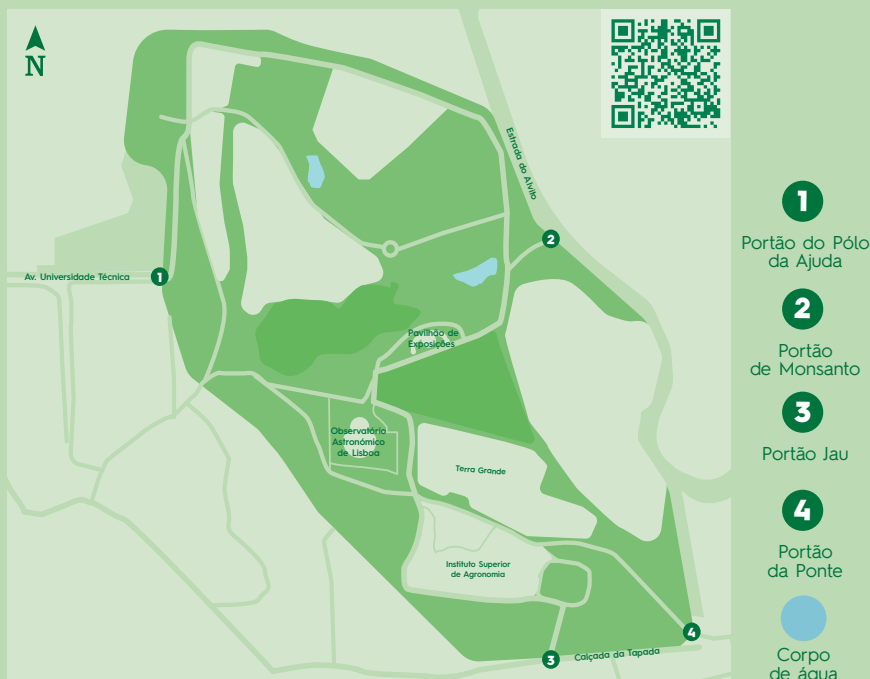 N
Estrada do Alvito
2
Av. Universidade Técnica
1
Pavilhão de
Exposições
Observatório
Astronómico
de Lisboa
Terra Grande
Instituto Superior
de Agronomia
4
3
Calçada da Tapada
1
Portão do Pólo
da Ajuda
2
Portão
de Monsanto
3
Portão Jau
4
Portão
da Ponte
Corpo
de água